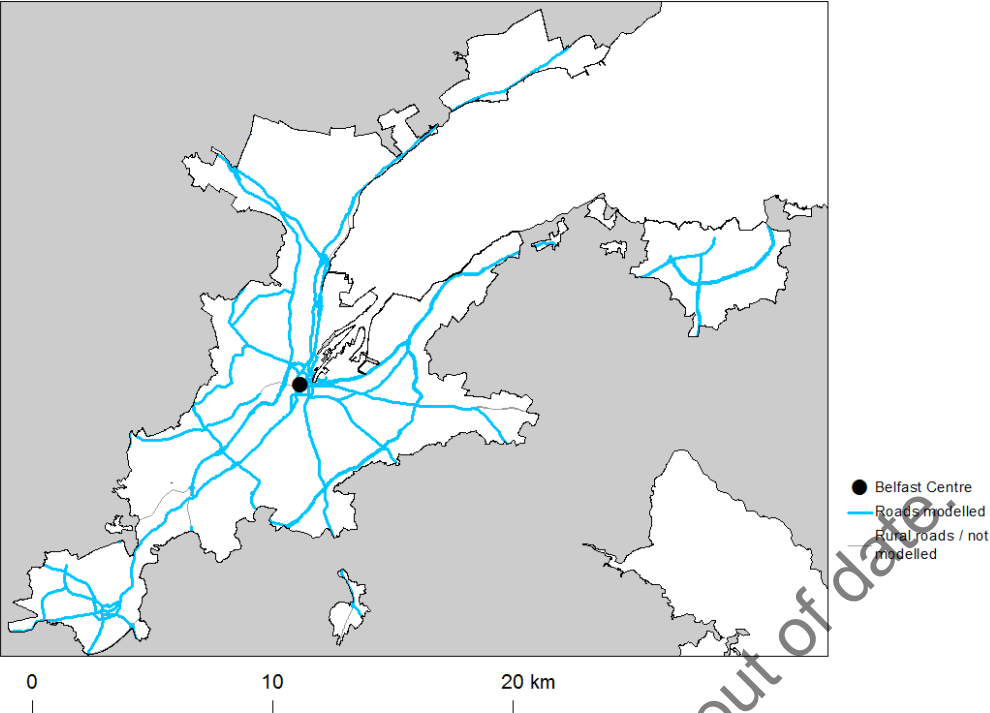 Belfast Centre
Roads modelled
Rural roads / not
modelled
0 10 20 km
out of date.